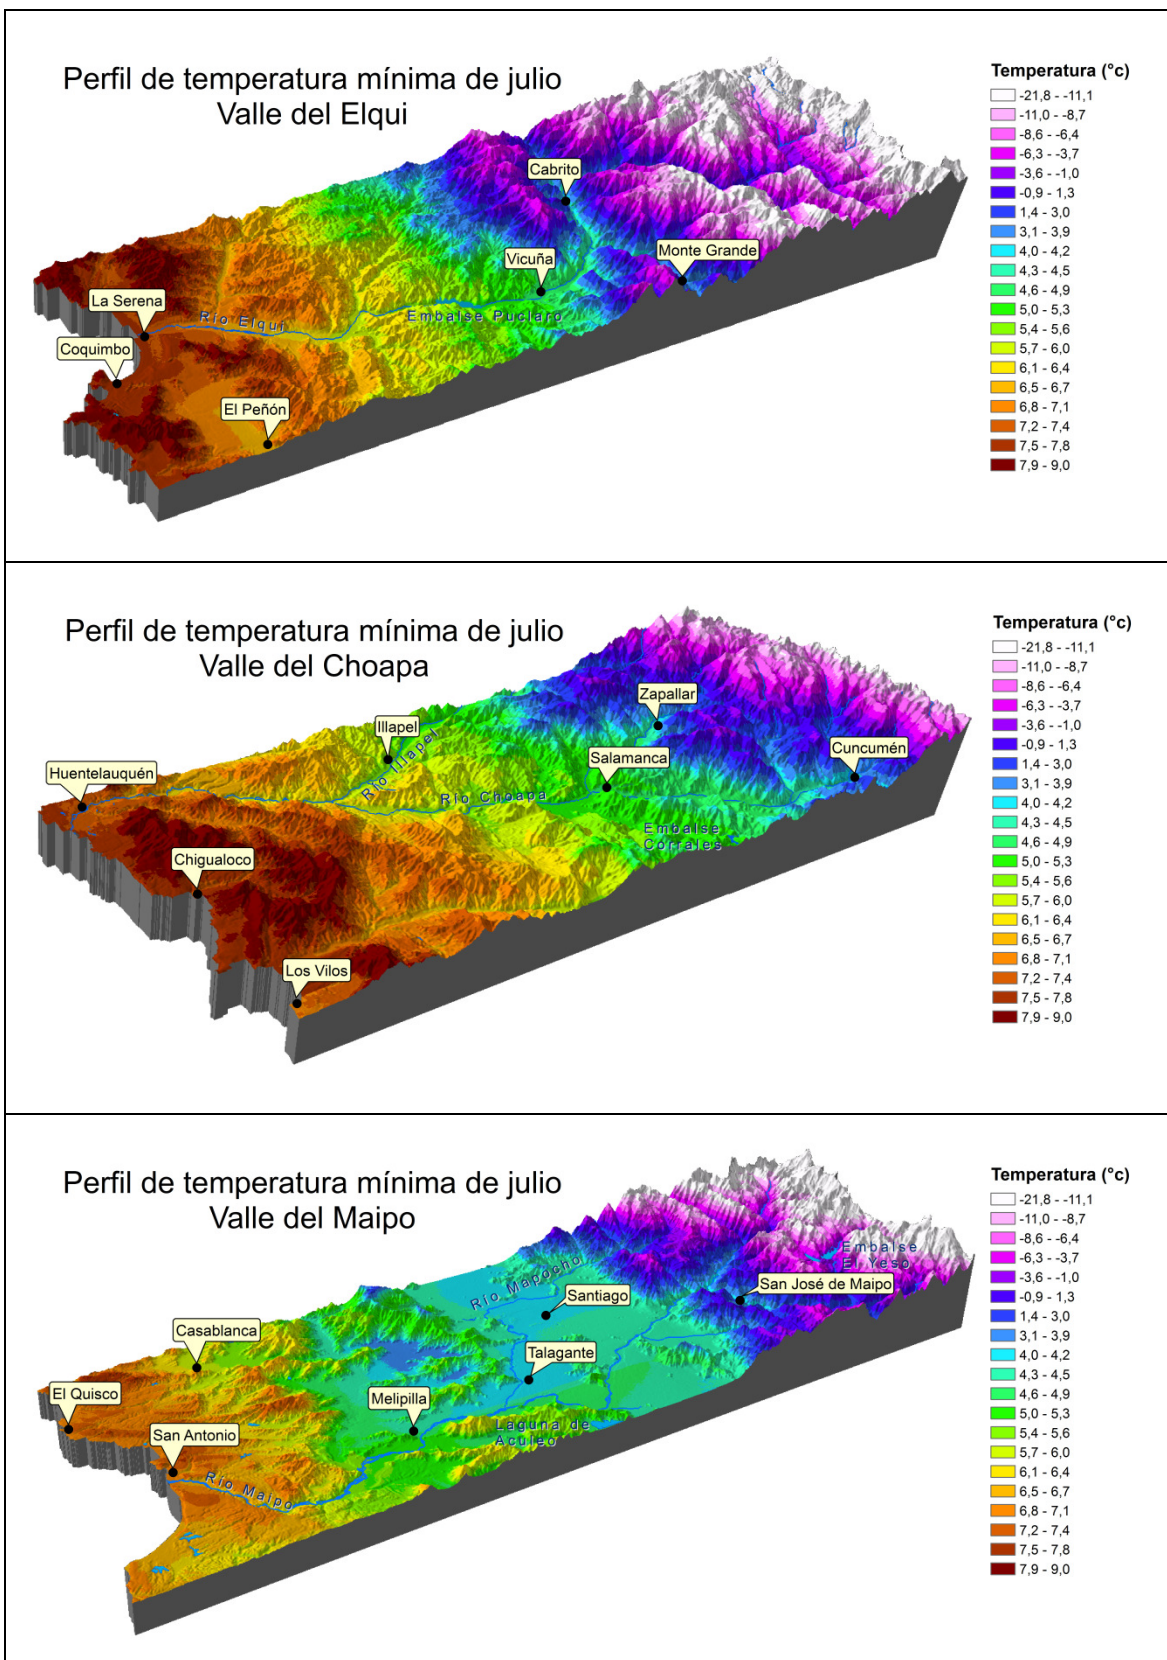 Perfil de temperatura mínima de julio
Valle del Elqui
Temperatura (°c)
-21,8 - -11,1
-11,0 - -8,7
-8,6 - -6,4
-6,3 - -3,7
-3,6 - -1,0
-0,9 - 1,3
1,4 - 3,0
3,1 - 3,9
4,0 - 4,2
4,3 - 4,5
4,6 - 4,9
5,0 - 5,3
5,4 - 5,6
5,7 - 6,0
6,1 - 6,4
6,5 - 6,7
6,8 - 7,1
7,2 - 7,4
7,5 - 7,8
7,9 - 9,0
Cabrito
Monte Grande
Vicuña
La Serena
Río Elqui
Embalse Puclaro
Coquimbo
El Peñón
Perfil de temperatura mínima de julio
Valle del Choapa
Temperatura (°c)
-21,8 - -11,1
-11,0 - -8,7
-8,6 - -6,4
-6,3 - -3,7
-3,6 - -1,0
-0,9 - 1,3
1,4 - 3,0
3,1 - 3,9
4,0 - 4,2
4,3 - 4,5
4,6 - 4,9
5,0 - 5,3
5,4 - 5,6
5,7 - 6,0
6,1 - 6,4
6,5 - 6,7
6,8 - 7,1
7,2 - 7,4
7,5 - 7,8
7,9 - 9,0
Zapallar
Illapel
Río Illapel
Cuncumén
Salamanca
Huentelauquén
Río Choapa
Embalse
Corrales
Chigualoco
Los Vilos
Perfil de temperatura mínima de julio
Valle del Maipo
Temperatura (°c)
-21,8 - -11,1
-11,0 - -8,7
-8,6 - -6,4
-6,3 - -3,7
-3,6 - -1,0
-0,9 - 1,3
1,4 - 3,0
3,1 - 3,9
4,0 - 4,2
4,3 - 4,5
4,6 - 4,9
5,0 - 5,3
5,4 - 5,6
5,7 - 6,0
6,1 - 6,4
6,5 - 6,7
6,8 - 7,1
7,2 - 7,4
7,5 - 7,8
7,9 - 9,0
Embalse
El Yeso
San José de Maipo
Río Mapocho
Santiago
Casablanca
Talagante
El Quisco
Melipilla
San Antonio
Laguna de
Aculeo
Río Maipo